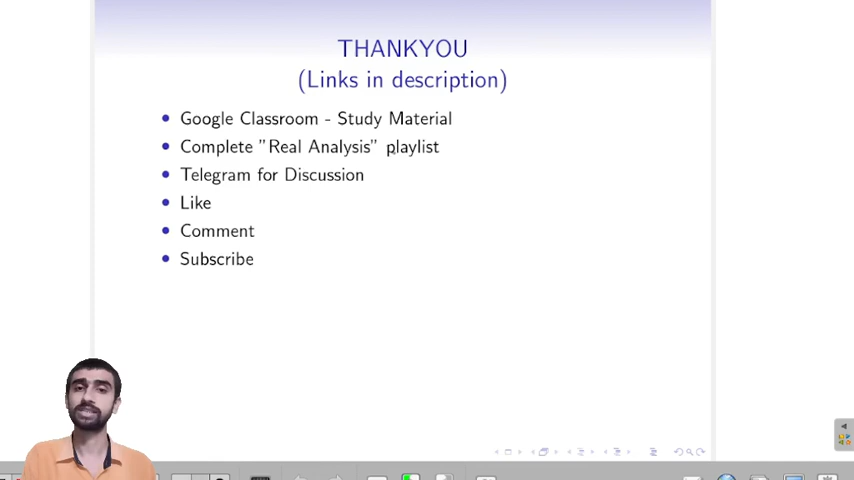 THANKYOU
(Links in description)
Google Classroom - Study Material
Complete "Real Analysis" playlist
Telegram for Discussion
Like
Comment
Subscribe